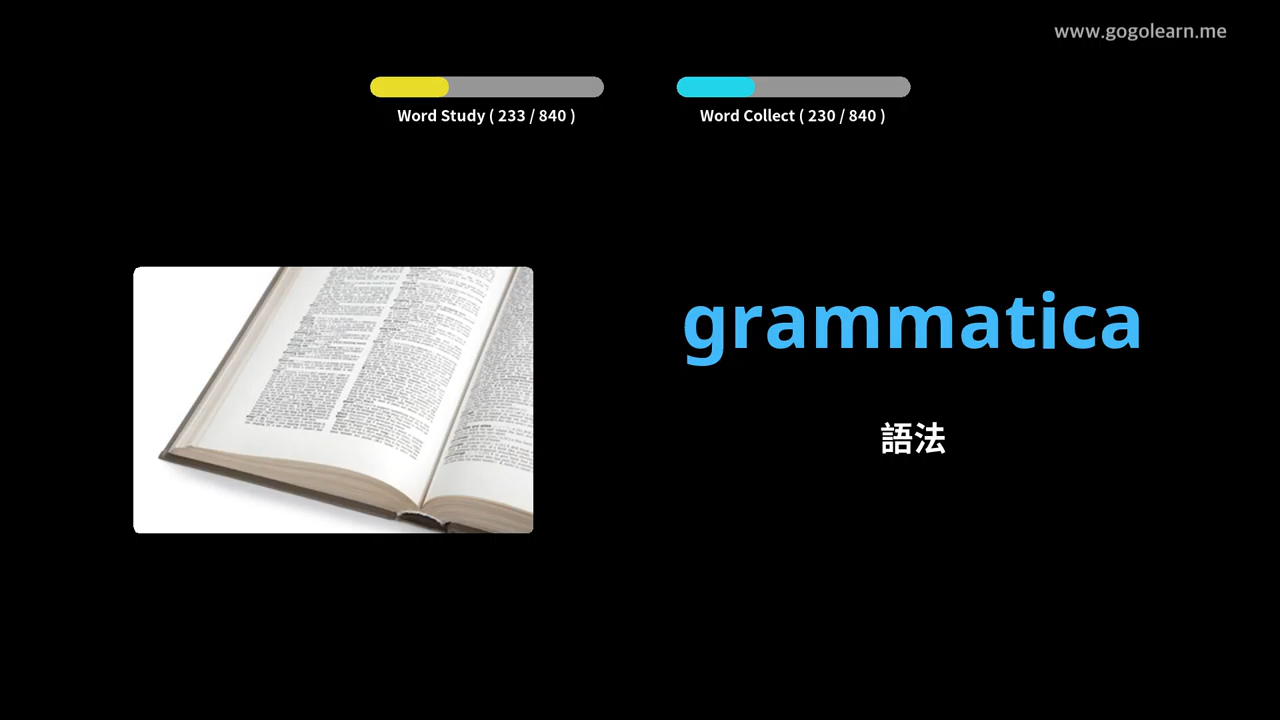 www.gogolearn.me
Word Study ( 233 / 840 )
Word Collect ( 230 / 840 )
grammatica
語法